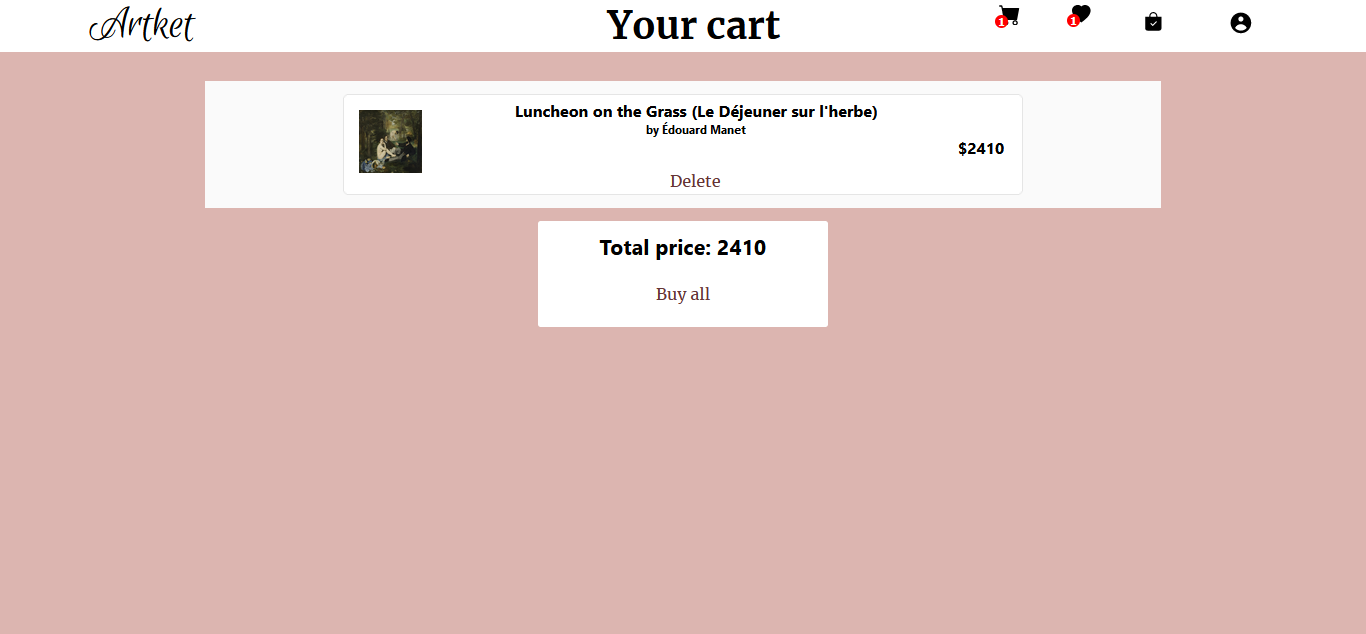 Artket
Your cart
1
1
Luncheon on the Grass (Le Déjeuner sur l'herbe)
by Édouard Manet
$2410
Delete
Total price: 2410
Buy all